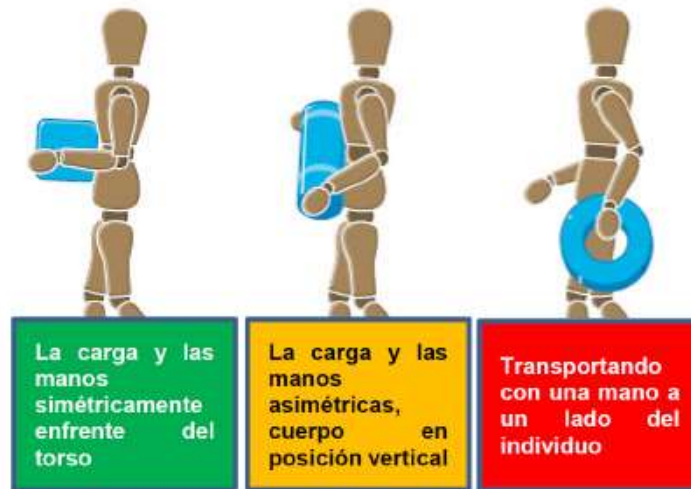 La carga y las
manos
simétricamente
enfrente del
torso
La carga y las
manos
asimétricas,
cuerpo en
posición vertical
Transportando
con una mano a
un lado del
individuo